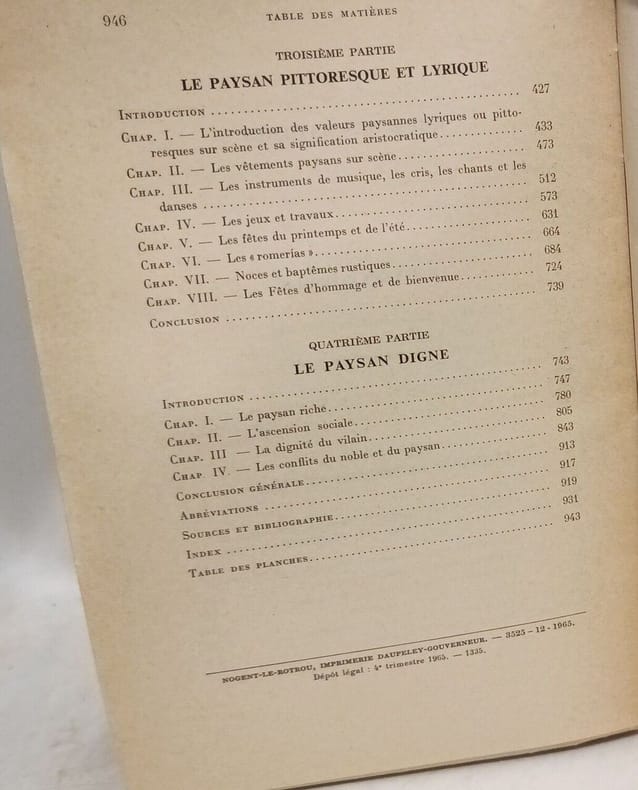 946
TABLE DES MATIÈRES
TROISIÈME PARTIE
LE PAYSAN PITTORESQUE ET LYRIQUE
INTRODUCTION . . . . . . . . . . . . . . . . . . . . 427
CHAP. I. — L'introduction des valeurs paysannes lyriques ou pitto-
resques sur scène et sa signification aristocratique . . . . . . . . . . 433
CHAP. II. — Les vêtements paysans sur scène . . . . . . . . . . 473
CHAP. III. — Les instruments de musique, les cris, les chants et les
danses . . . . . . . . . . . . . . . . . . . . 512
CHAP. IV. — Les jeux et travaux . . . . . . . . . . 573
CHAP. V. — Les fêtes du printemps et de l'été . . . . . . . . . . 631
CHAP. VI. — Les « romerías » . . . . . . . . . . 664
CHAP. VII. — Noces et baptêmes rustiques . . . . . . . . . . 684
CHAP. VIII. — Les Fêtes d'hommage et de bienvenue . . . . . . . . . . 724
CONCLUSION . . . . . . . . . . . . . . . . . . . . 739
QUATRIÈME PARTIE
LE PAYSAN DIGNE
INTRODUCTION . . . . . . . . . . . . . . . . . . . . 743
CHAP. I. — Le paysan riche . . . . . . . . . . 747
CHAP. II. — L'ascension sociale . . . . . . . . . . 780
CHAP. III — La dignité du vilain . . . . . . . . . . 805
CHAP. IV. — Les conflits du noble et du paysan . . . . . . . . . . 843
CONCLUSION GÉNÉRALE . . . . . . . . . . 913
ABRÉVIATIONS . . . . . . . . . . 917
SOURCES ET BIBLIOGRAPHIE . . . . . . . . . . 919
INDEX . . . . . . . . . . 931
TABLE DES PLANCHES . . . . . . . . . . 943
NOGENT-LE-ROTROU, IMPRIMERIE DAUPELEY-GOUVERNEUR. — 3525 - 12 - 1965.
Dépôt légal : 4e trimestre 1965. — 1335.